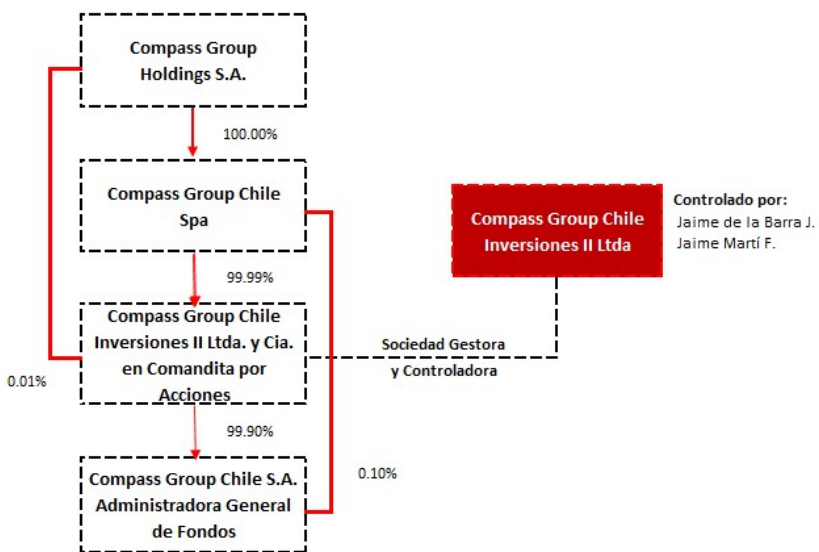 Compass Group
Holdings S.A.
100.00%
Compass Group Chile
Spa
99.99%
Compass Group Chile
Inversiones II Ltda. y Cia.
en Comandita por
Acciones
0.01%
99.90%
Compass Group Chile S.A.
Administradora General
de Fondos
0.10%
Sociedad Gestora
y Controladora
Compass Group Chile
Inversiones II Ltda
Controlado por:
Jaime de la Barra J.
Jaime Martí F.